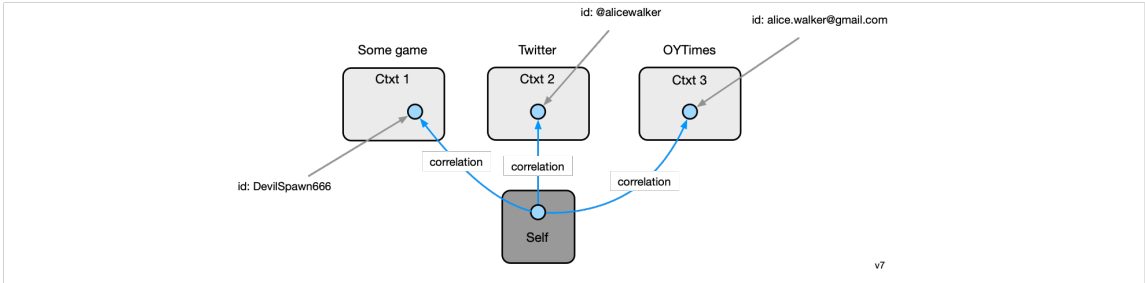 id: @alicewalker
id: alice.walker@gmail.com
Some game
Twitter
OYTimes
Ctxt 1
Ctxt 2
Ctxt 3
correlation
correlation
correlation
id: DevilSpawn666
Self
v7